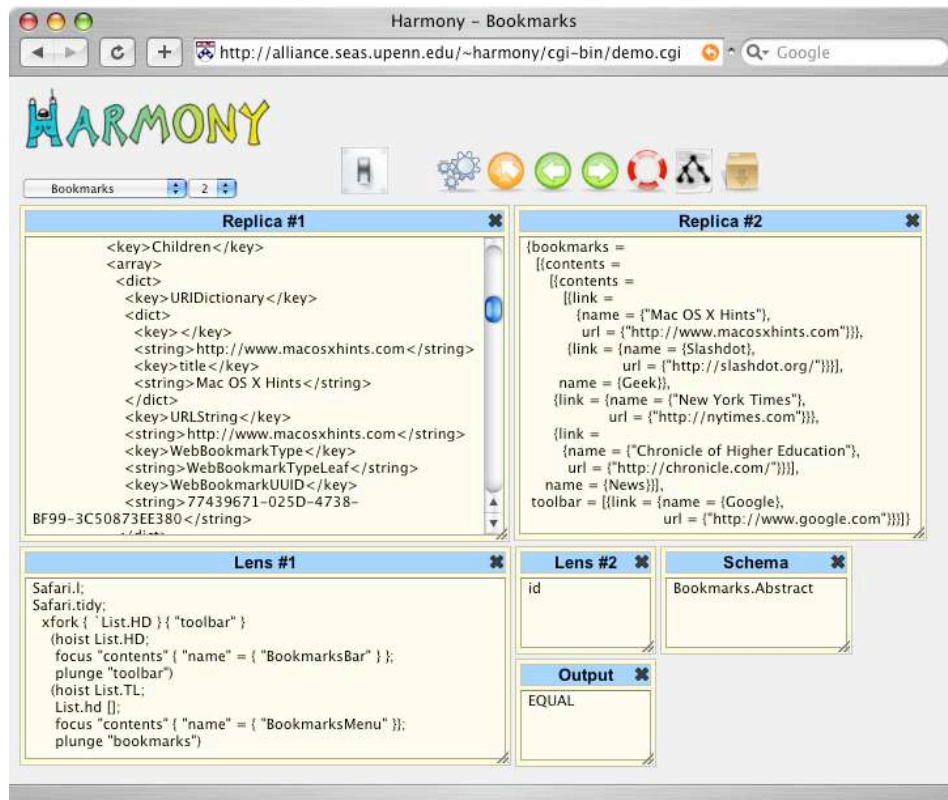 Harmony – Bookmarks
http://alliance.seas.upenn.edu/~harmony/cgi-bin/demo.cgi
Google
HARMONY
Bookmarks
2
Replica #1
<key>Children</key>
<array>
<dict>
<key>URIDictionary</key>
<dict>
<key></key>
<string>http://www.macosxhints.com</string>
<key>title</key>
<string>Mac OS X Hints</string>
</dict>
<key>URLString</key>
<string>http://www.macosxhints.com</string>
<key>WebBookmarkType</key>
<string>WebBookmarkTypeLeaf</string>
<key>WebBookmarkUUID</key>
<string>77439671-025D-4738-
BF99-3C50873EE380</string>
</dict>
Replica #2
{bookmarks =
[{contents =
[{contents =
[{link =
{name = {"Mac OS X Hints"},
url = {"http://www.macosxhints.com"}}},
{link = {name = {Slashdot},
url = {"http://slashdot.org/"}}}],
name = {Geek}},
{link = {name = {"New York Times"},
url = {"http://nytimes.com"}}},
{link =
{name = {"Chronicle of Higher Education"},
url = {"http://chronicle.com/"}}}],
name = {News}}],
toolbar = [{link = {name = {Google},
url = {"http://www.google.com"}}}]}
Lens #1
Safari.l;
Safari.tidy;
xfork { `List.HD } { "toolbar" }
(hoist List.HD;
focus "contents" { "name" = { "BookmarksBar" } };
plunge "toolbar")
(hoist List.TL;
List.hd [];
focus "contents" { "name" = { "BookmarksMenu" }};
plunge "bookmarks")
Lens #2
id
Schema
Bookmarks.Abstract
Output
EQUAL